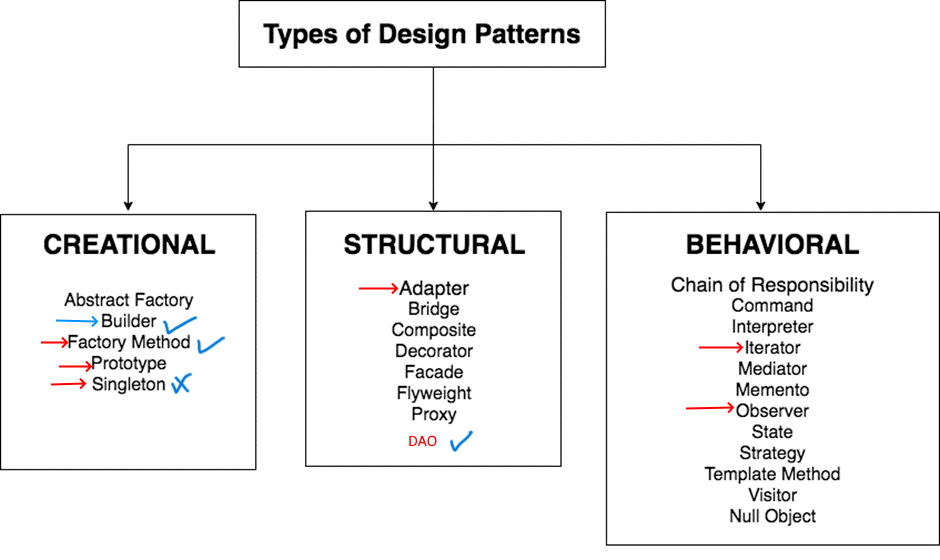 Types of Design Patterns
CREATIONAL
Abstract Factory
Builder
Factory Method
Prototype
Singleton
STRUCTURAL
Adapter
Bridge
Composite
Decorator
Facade
Flyweight
Proxy
DAO
BEHAVIORAL
Chain of Responsibility
Command
Interpreter
Iterator
Mediator
Memento
Observer
State
Strategy
Template Method
Visitor
Null Object